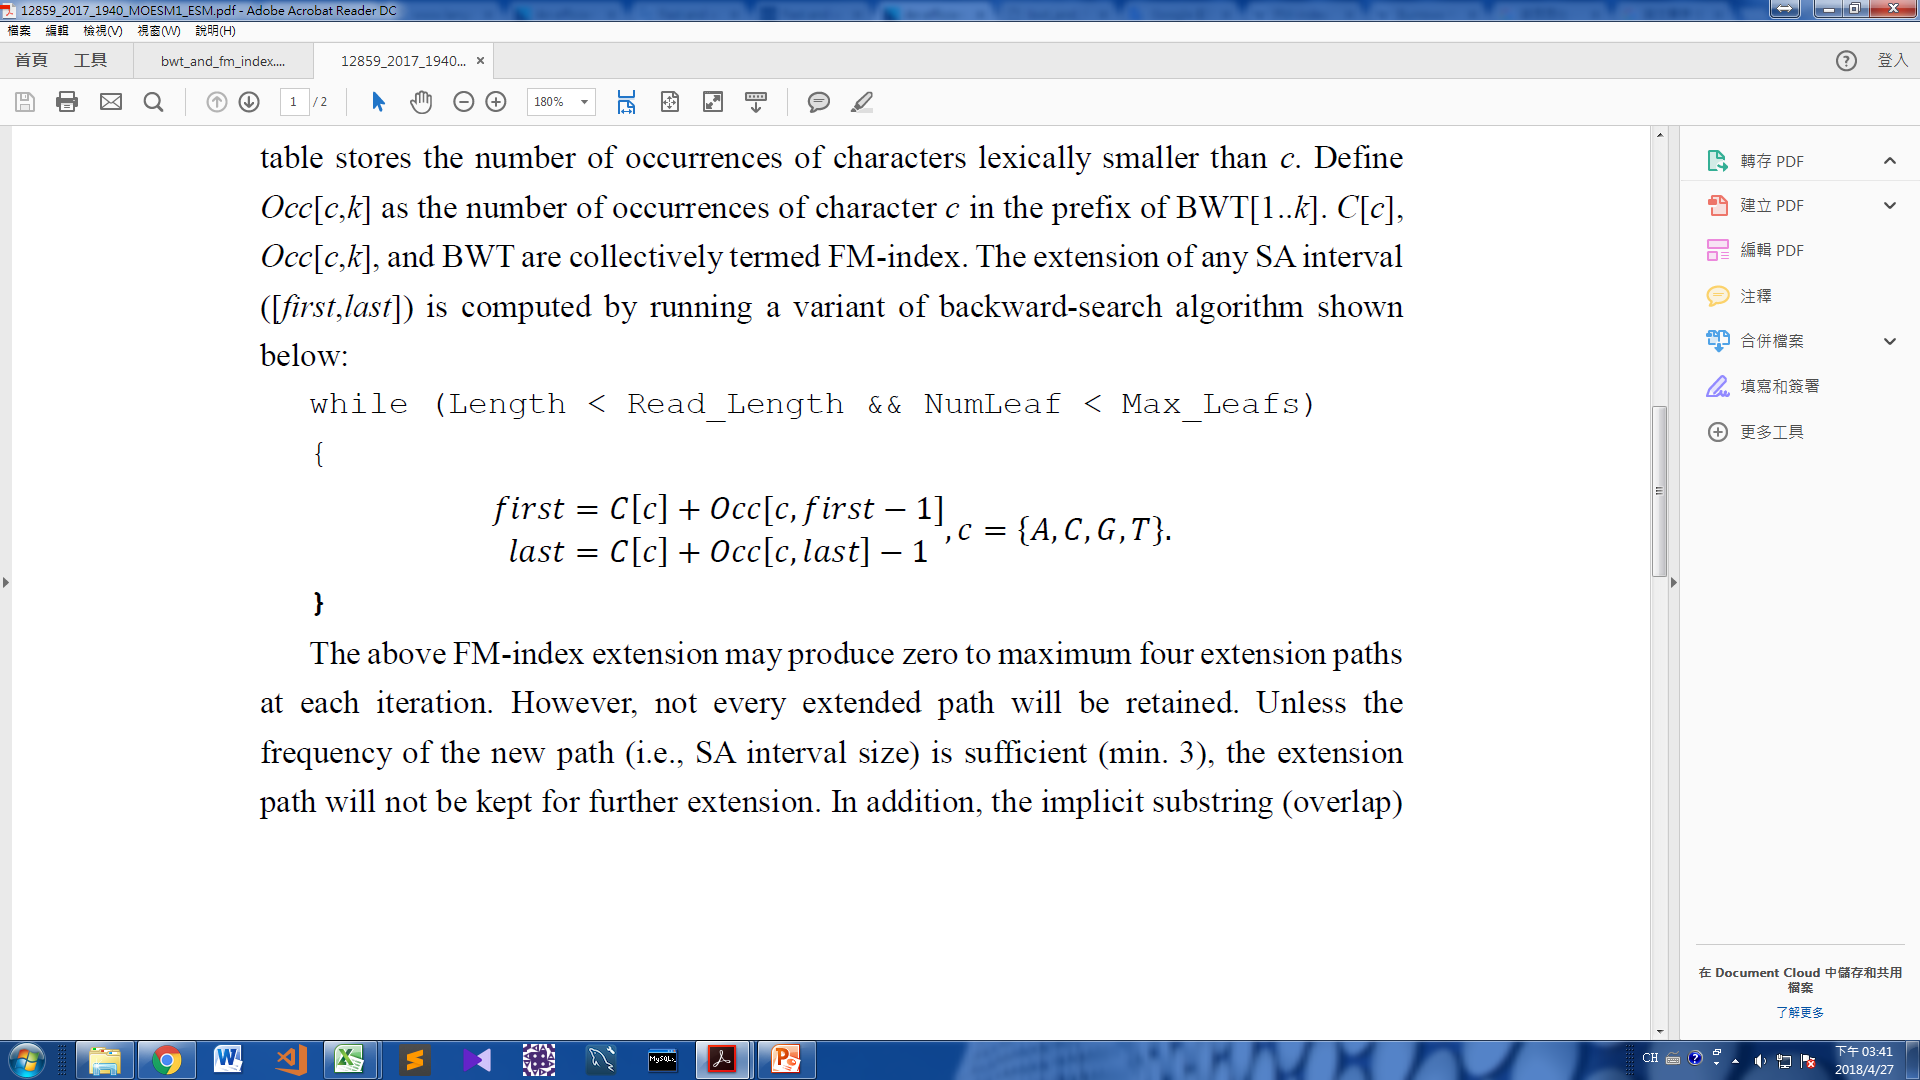 12859_2017_1940_MOESM1_ESM.pdf - Adobe Acrobat Reader DC
檔案 編輯 檢視(V) 視窗(W) 說明(H)
首頁 工具 bwt_and_fm_index.... 12859_2017_1940... × ? 登入
1 / 2 180%
table stores the number of occurrences of characters lexically smaller than c. Define
Occ[c,k] as the number of occurrences of character c in the prefix of BWT[1..k]. C[c],
Occ[c,k], and BWT are collectively termed FM-index. The extension of any SA interval
([first,last]) is computed by running a variant of backward-search algorithm shown
below:
while (Length < Read_Length && NumLeaf < Max_Leafs)
{
first = C[c] + Occ[c, first − 1]
last = C[c] + Occ[c, last] − 1
, c = {A, C, G, T}.
}
The above FM-index extension may produce zero to maximum four extension paths
at each iteration. However, not every extended path will be retained. Unless the
frequency of the new path (i.e., SA interval size) is sufficient (min. 3), the extension
path will not be kept for further extension. In addition, the implicit substring (overlap)
轉存 PDF
建立 PDF
編輯 PDF
注釋
合併檔案
填寫和簽署
更多工具
在 Document Cloud 中儲存和共用
檔案
了解更多
MySQL
CH
下午 03:41
2018/4/27